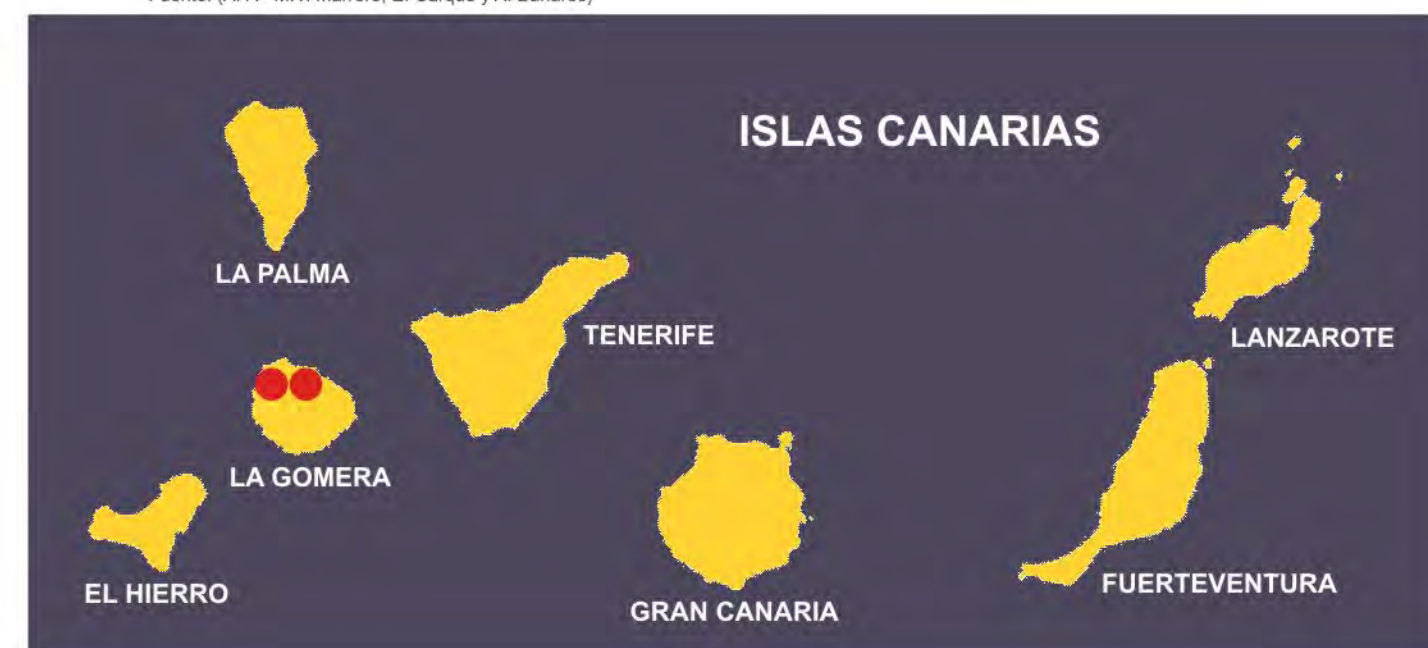 ISLAS CANARIAS
LA PALMA
TENERIFE
LANZAROTE
LA GOMERA
EL HIERRO
FUERTEVENTURA
GRAN CANARIA